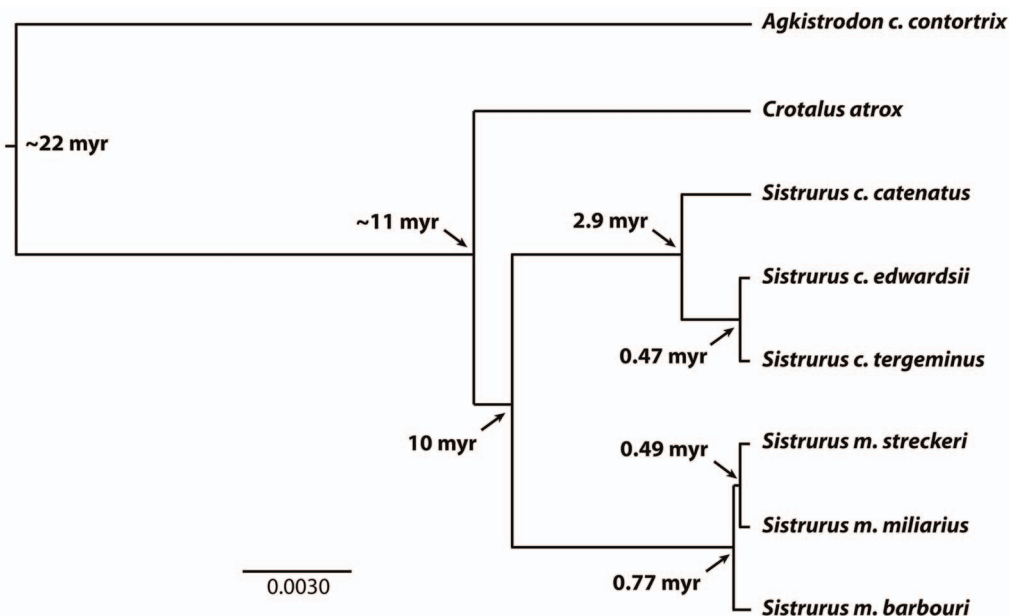 Agkistrodon c. contortrix
Crotalus atrox
~22 myr
Sistrurus c. catenatus
~11 myr
2.9 myr
Sistrurus c. edwardsii
0.47 myr
Sistrurus c. tergeminus
10 myr
Sistrurus m. streckeri
0.49 myr
Sistrurus m. miliarius
0.0030
0.77 myr
Sistrurus m. barbouri